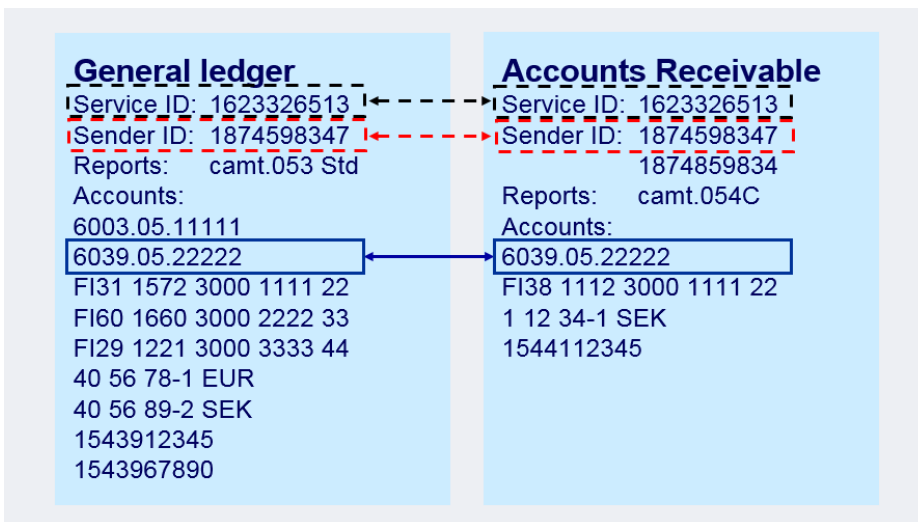 General ledger
Service ID: 1623326513
Sender ID: 1874598347
Reports: camt.053 Std
Accounts:
6003.05.11111
6039.05.22222
FI31 1572 3000 1111 22
FI60 1660 3000 2222 33
FI29 1221 3000 3333 44
40 56 78-1 EUR
40 56 89-2 SEK
1543912345
1543967890
Accounts Receivable
Service ID: 1623326513
Sender ID: 1874598347
1874859834
Reports: camt.054C
Accounts:
6039.05.22222
FI38 1112 3000 1111 22
1 12 34-1 SEK
1544112345